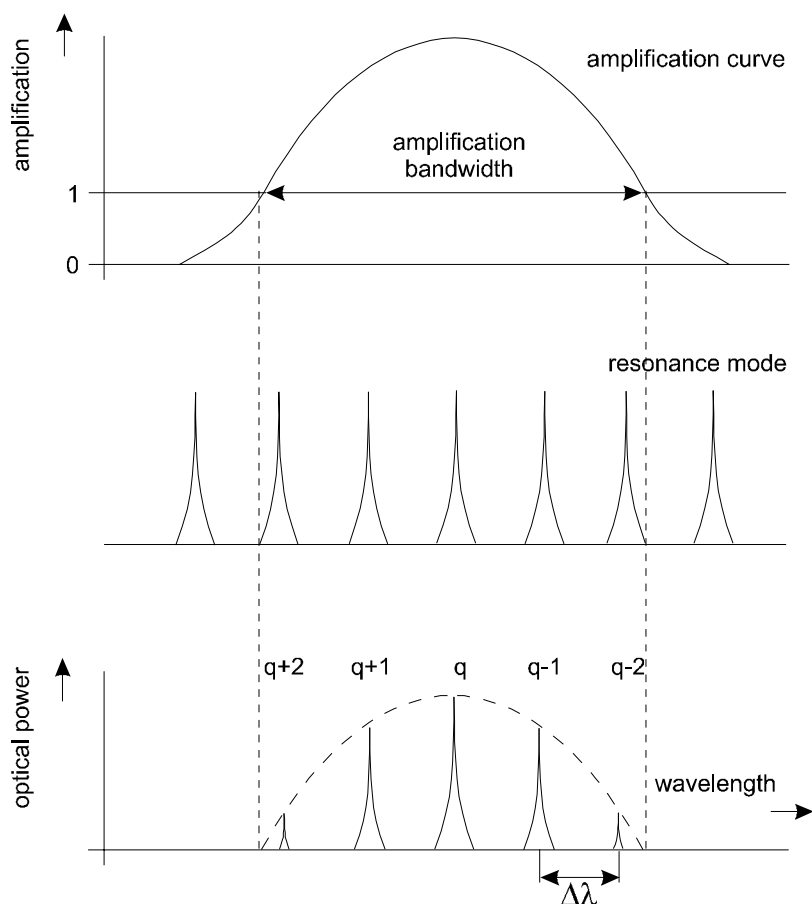 amplification
amplification curve
amplification
bandwidth
1
0
resonance mode
optical power
q+2 q+1 q q-1 q-2
wavelength
Δλ